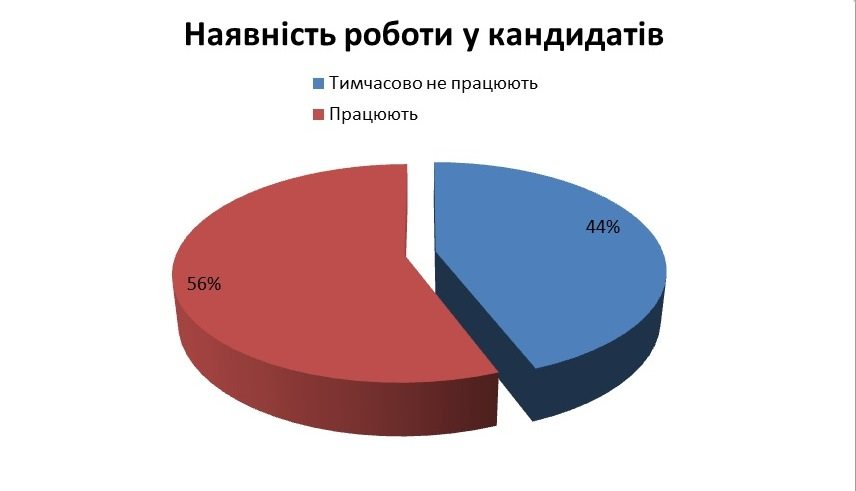 Наявність роботи у кандидатів
Тимчасово не працюють
Працюють
44%
56%